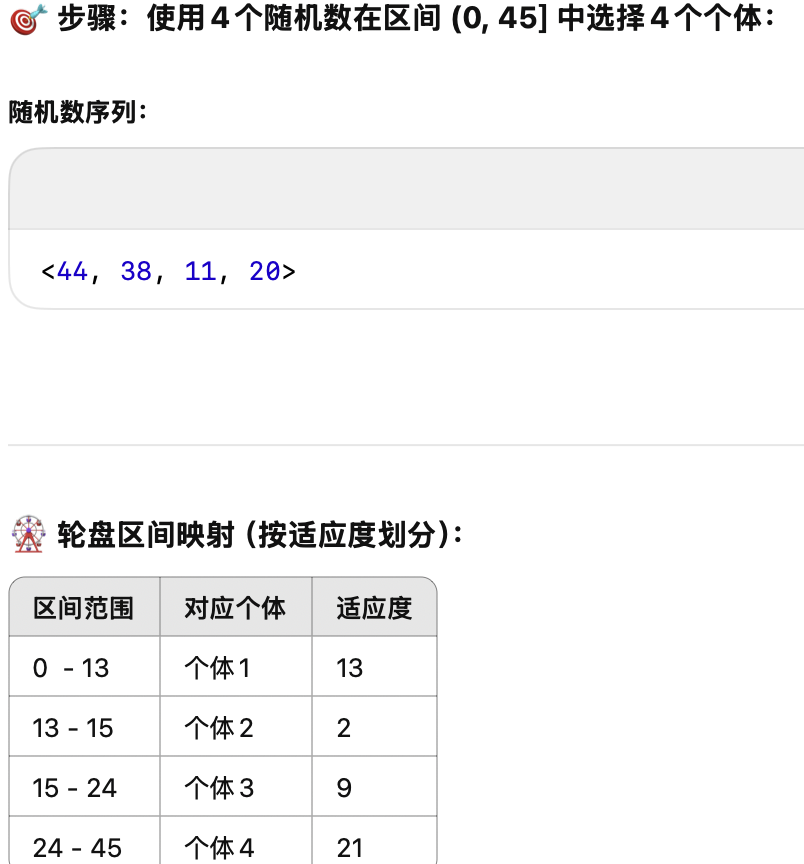 步骤：使用 4 个随机数在区间 (0, 45] 中选择 4 个个体：
随机数序列：
<44, 38, 11, 20>
轮盘区间映射（按适应度划分）：
区间范围 对应个体 适应度
0 - 13 个体 1 13
13 - 15 个体 2 2
15 - 24 个体 3 9
24 - 45 个体 4 21